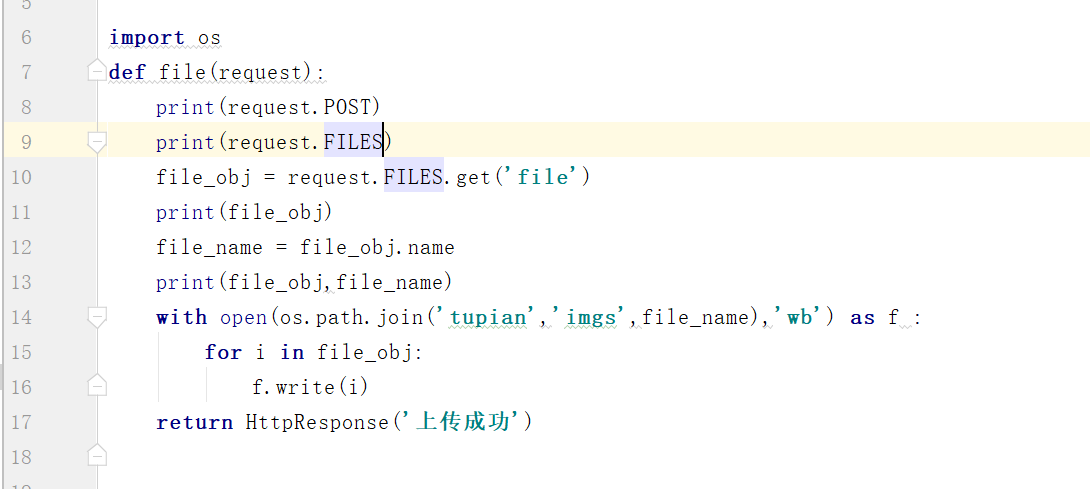 5
6 import os
7 def file(request):
8 print(request.POST)
9 print(request.FILES)
10 file_obj = request.FILES.get('file')
11 print(file_obj)
12 file_name = file_obj.name
13 print(file_obj,file_name)
14 with open(os.path.join('tupian','imgs',file_name),'wb') as f :
15 for i in file_obj:
16 f.write(i)
17 return HttpResponse('上传成功')
18